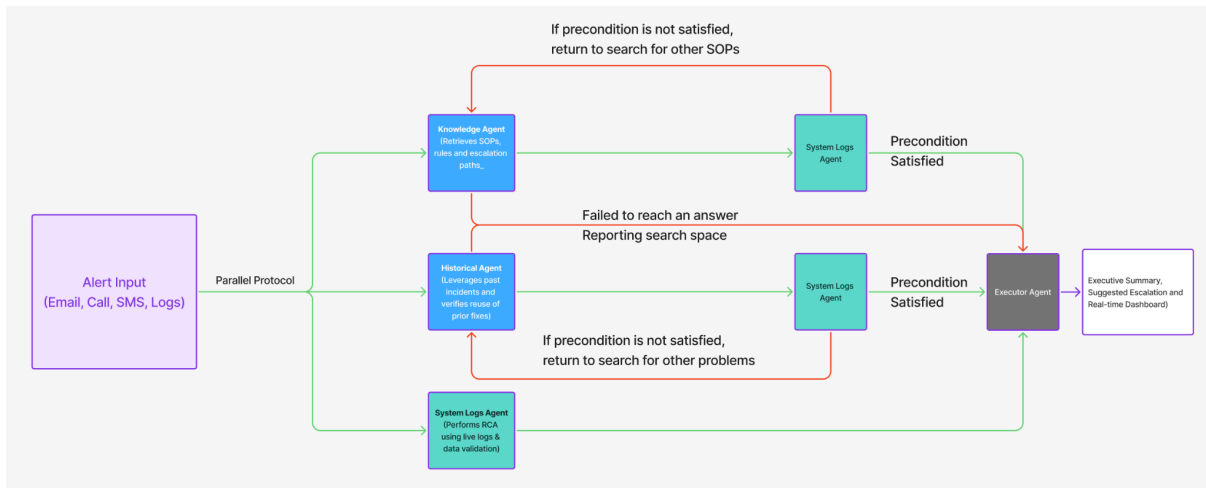 If precondition is not satisfied,
return to search for other SOPs
Knowledge Agent
(Retrieves SOPs,
rules and escalation
paths_
System Logs
Agent
Precondition
Satisfied
Failed to reach an answer
Reporting search space
Alert Input
(Email, Call, SMS, Logs)
Parallel Protocol
Historical Agent
(Leverages past
incidents and
verifies reuse of
prior fixes)
System Logs
Agent
Precondition
Satisfied
Executor Agent
Executive Summary,
Suggested Escalation and
Real-time Dashboard)
If precondition is not satisfied,
return to search for other problems
System Logs Agent
(Performs RCA
using live logs &
data validation)